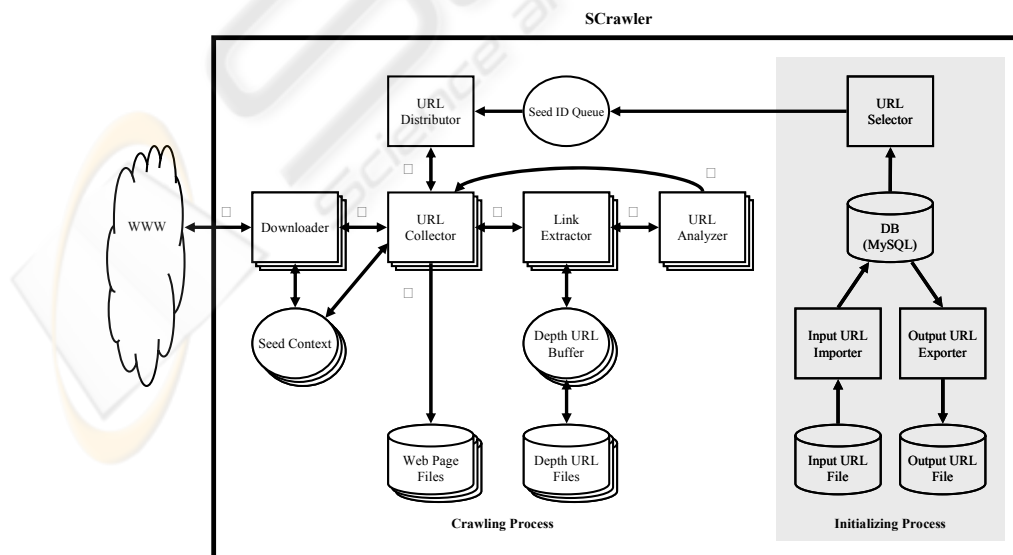 SCrawler
URL
Distributor
Seed ID Queue
URL
Selector
WWW
Downloader
URL
Collector
Link
Extractor
URL
Analyzer
DB
(MySQL)
Seed Context
Depth URL
Buffer
Input URL
Importer
Output URL
Exporter
Web Page
Files
Depth URL
Files
Input URL
File
Output URL
File
Crawling Process
Initializing Process